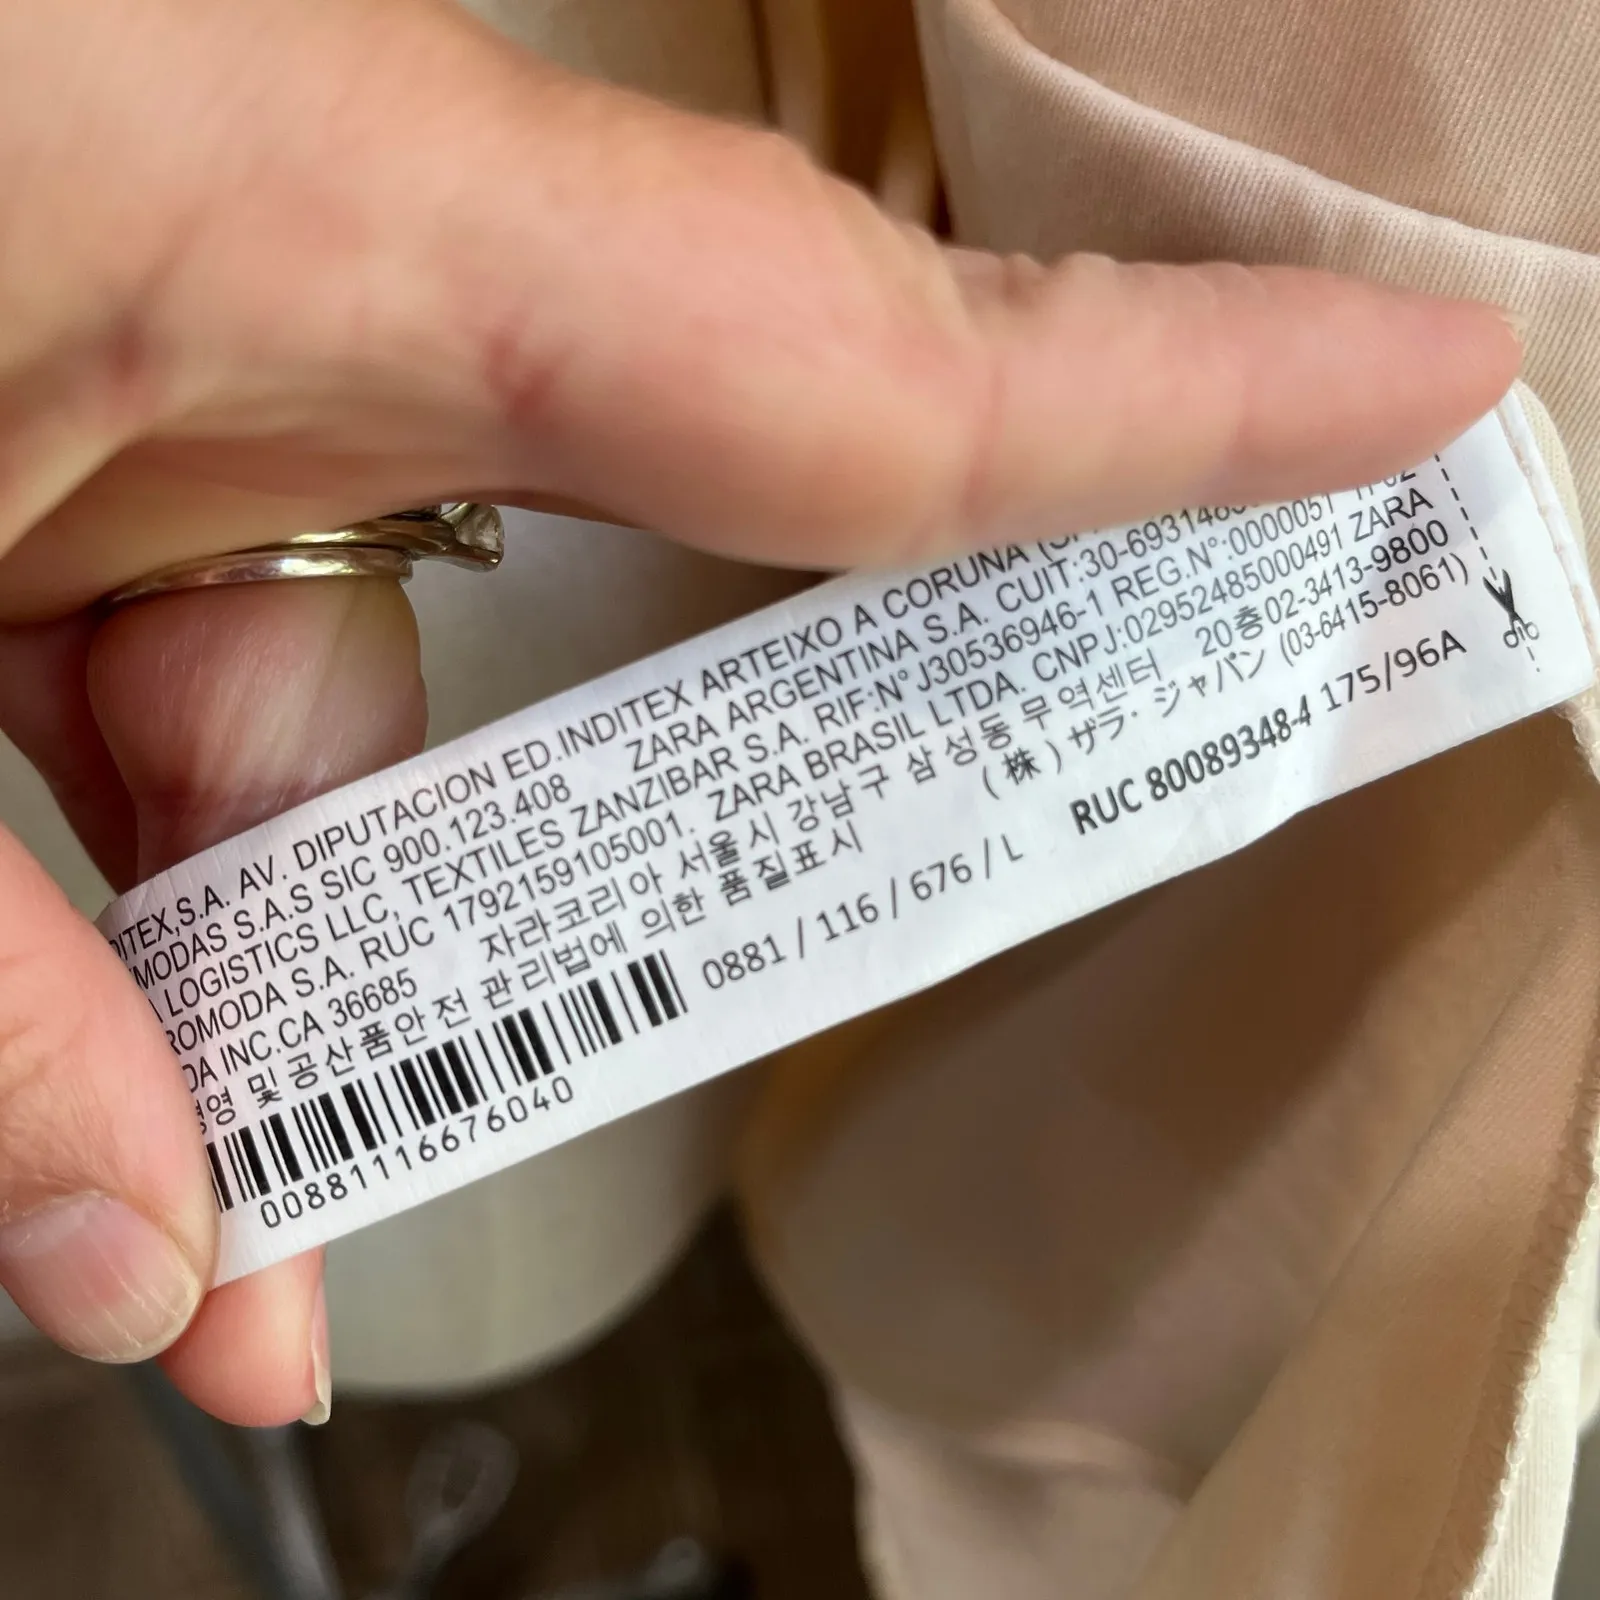 DITEX,S.A. AV. DIPUTACION ED.INDITEX ARTEIXO A CORUNA
MODAS S.A.S SIC 900.123.408 ZARA ARGENTINA S.A. CUIT:30-693148
LOGISTICS LLC, TEXTILES ZANZIBAR S.A. RIF:N° J30536946-1 REG.N°:0000051
ROMODA S.A. RUC 1792159105001. ZARA BRASIL LTDA. CNPJ:02952485000491 ZARA
DA INC.CA 36685 자라코리아 서울시 강남구 삼성동 무역센터 20층02-3413-9800
영 및 공산품안전 관리법에 의한 품질표시 (株) ザラ・ジャパン (03-6415-8061)
0881 / 116 / 676 / L RUC 80089348-4 175/96A
00881116676040